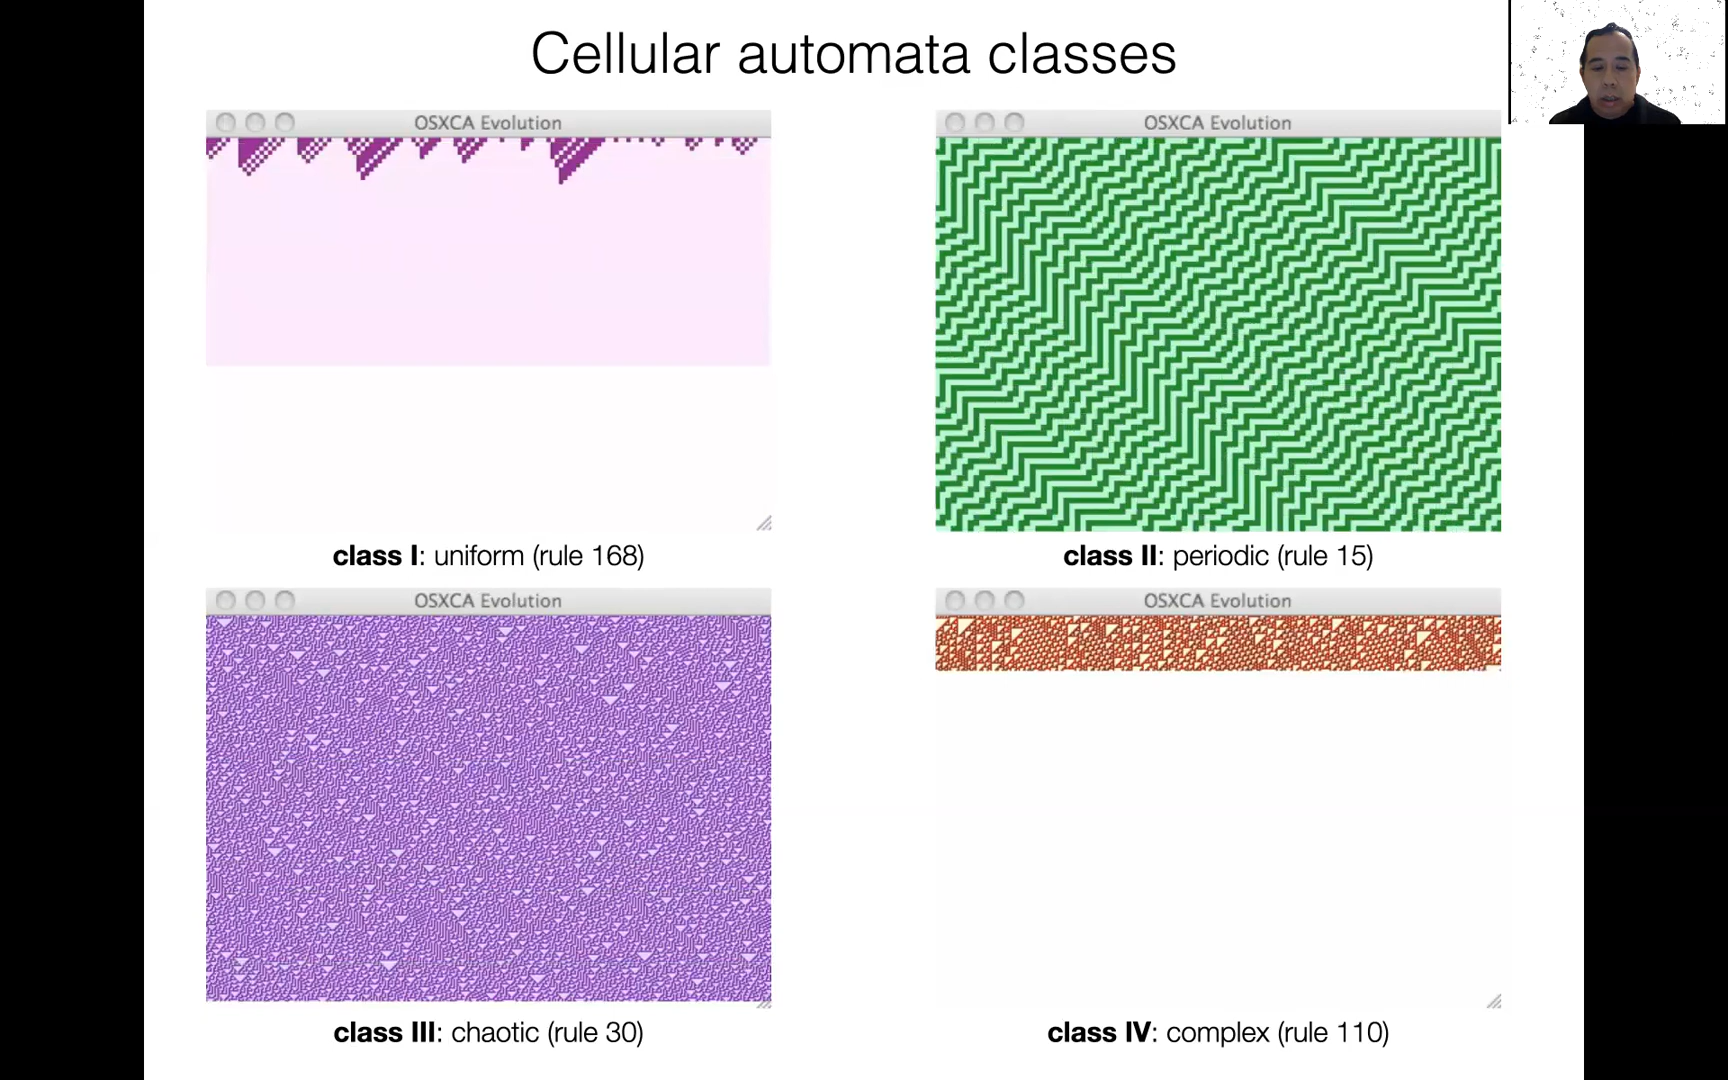 Cellular automata classes
OSXCA Evolution
OSXCA Evolution
class I: uniform (rule 168)
class II: periodic (rule 15)
OSXCA Evolution
OSXCA Evolution
class III: chaotic (rule 30)
class IV: complex (rule 110)